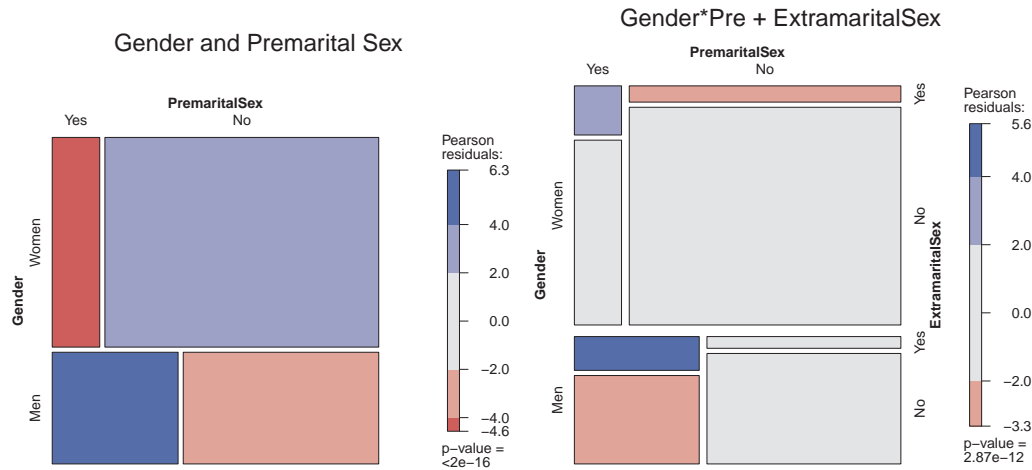 Gender and Premarital Sex
PremaritalSex
Yes No
Gender
Women
Men
Pearson
residuals:
6.3
4.0
2.0
0.0
−2.0
−4.0
−4.6
p−value =
<2e−16
Gender*Pre + ExtramaritalSex
PremaritalSex
Yes No
Gender
Women
Men
Yes
No
Yes
No
ExtramaritalSex
Pearson
residuals:
5.6
4.0
2.0
0.0
−2.0
−3.3
p−value =
2.87e−12